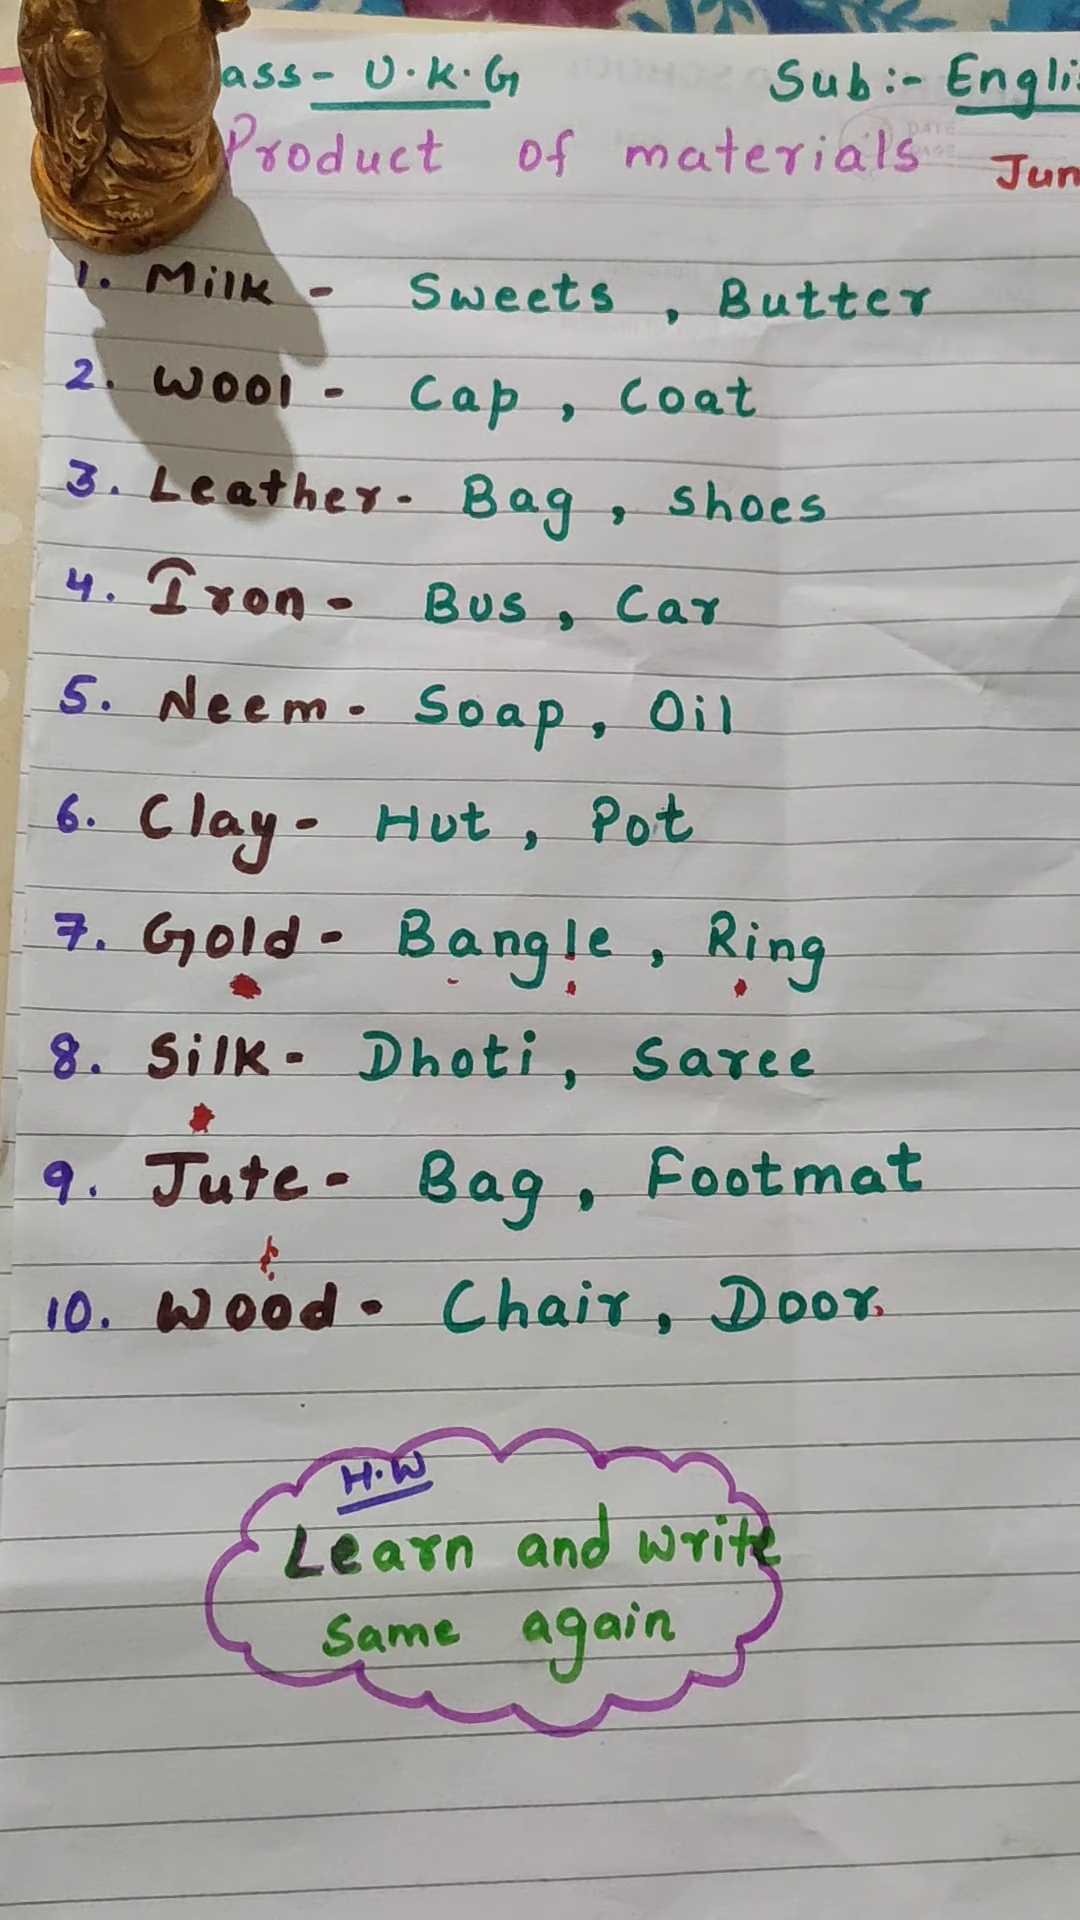 ass- U.K.G Sub:- Engli
Product of materials Jun
1. Milk - Sweets, Butter
2. Wool - Cap, Coat
3. Leather - Bag, shoes
4. Iron - Bus, Car
5. Neem - Soap, Oil
6. Clay - Hut, Pot
7. Gold - Bangle, Ring
8. Silk - Dhoti, Saree
9. Jute - Bag, Footmat
10. Wood - Chair, Door.
H.W
Learn and write
same again